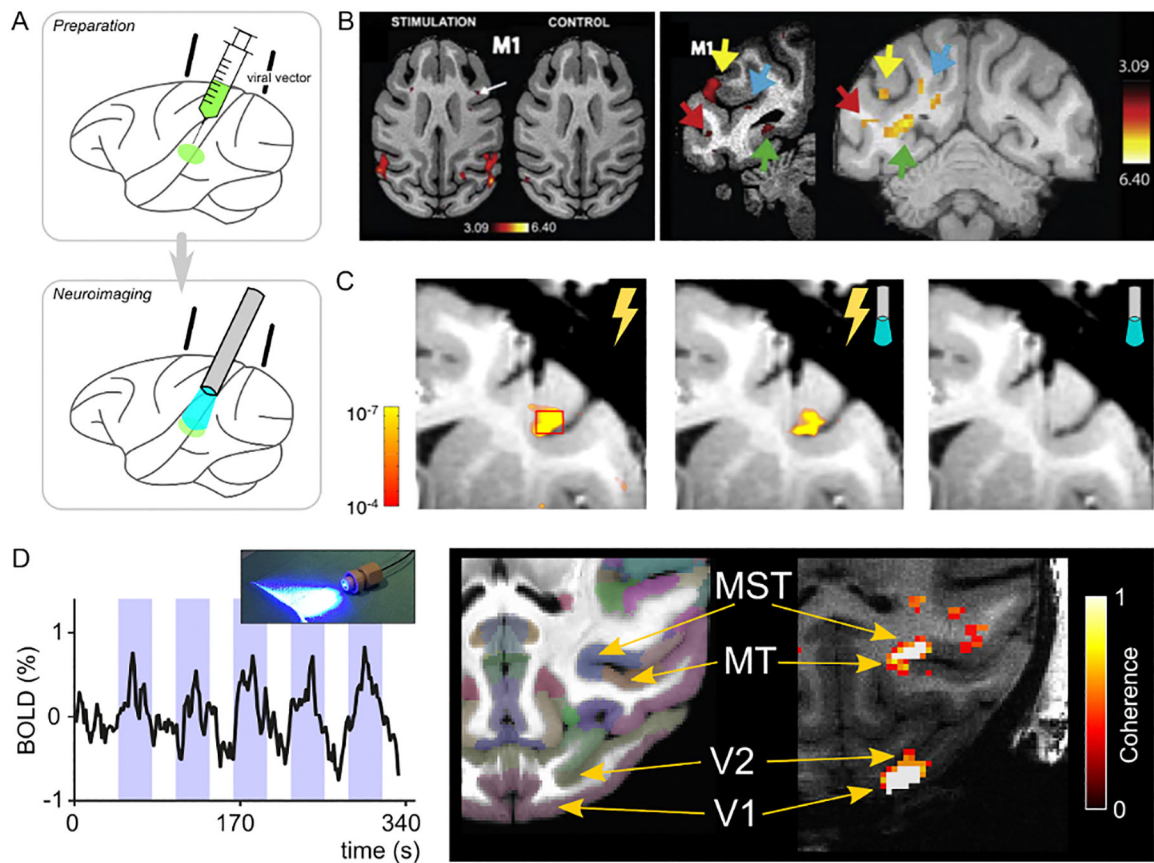 A
Preparation
viral vector
Neuroimaging
B
STIMULATION
CONTROL
M1
3.09
6.40
M1
3.09
6.40
C
10-7
10-4
D
BOLD (%)
1
0
-1
0
170
340
time (s)
MST
MT
V2
V1
1
Coherence
0